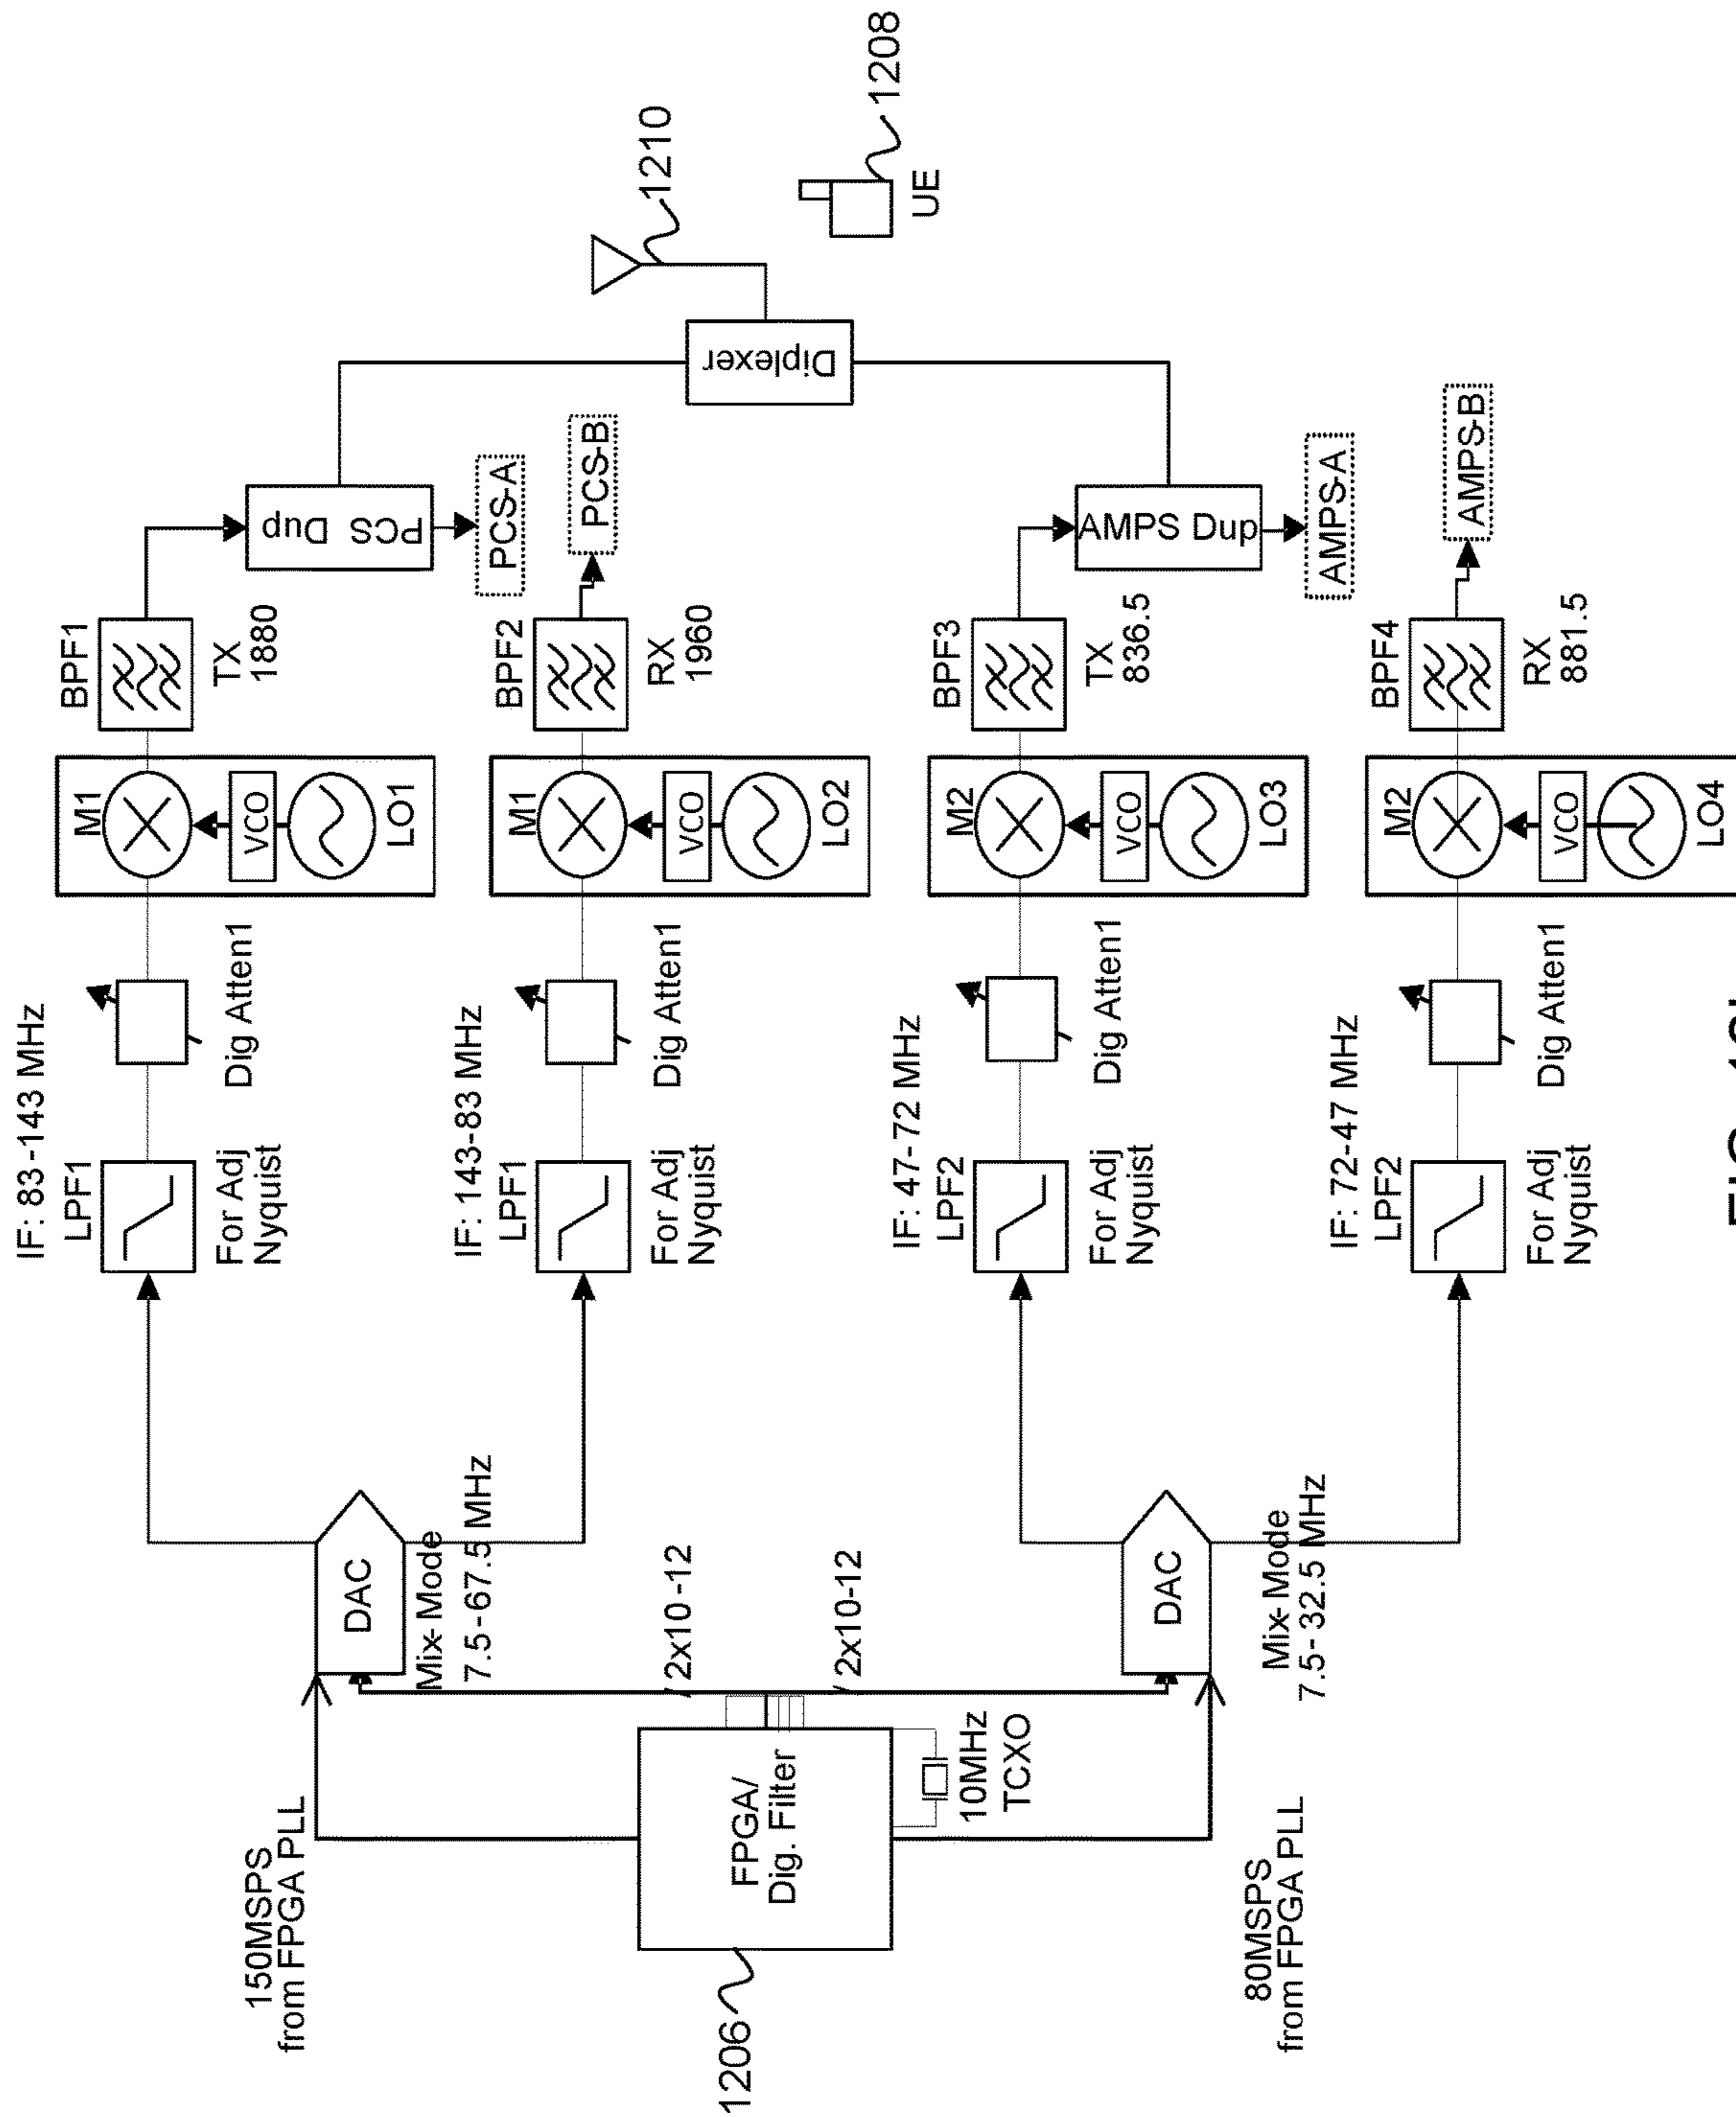 150MSPS
from FPGA PLL
1206
FPGA/
Dig. Filter
10MHz
TCXO
80MSPS
from FPGA PLL
DAC
Mix-Mode
7.5-67.5 MHz
2x10-12
2x10-12
DAC
Mix-Mode
7.5-32.5 MHz
IF: 83-143 MHz
LPF1
For Adj
Nyquist
Dig Atten1
M1
VCO
LO1
BPF1
TX
1880
PCS Dup
PCS-A
IF: 143-83 MHz
LPF1
For Adj
Nyquist
Dig Atten1
M1
VCO
LO2
BPF2
RX
1960
PCS-B
IF: 47-72 MHz
LPF2
For Adj
Nyquist
Dig Atten1
M2
VCO
LO3
BPF3
TX
836.5
AMPS Dup
AMPS-A
IF: 72-47 MHz
LPF2
For Adj
Nyquist
Dig Atten1
M2
VCO
LO4
BPF4
RX
881.5
AMPS-B
Diplexer
1210
UE
1208